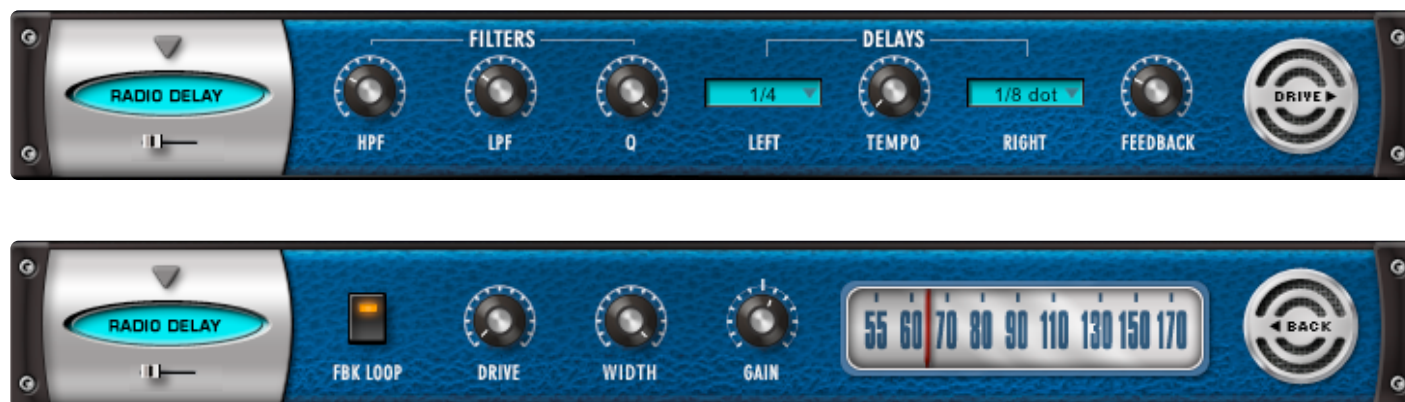 FILTERS DELAYS
RADIO DELAY 1/4 1/8 dot DRIVE
HPF LPF Q LEFT TEMPO RIGHT FEEDBACK
RADIO DELAY 55 60 70 80 90 110 130 150 170 BACK
FBK LOOP DRIVE WIDTH GAIN